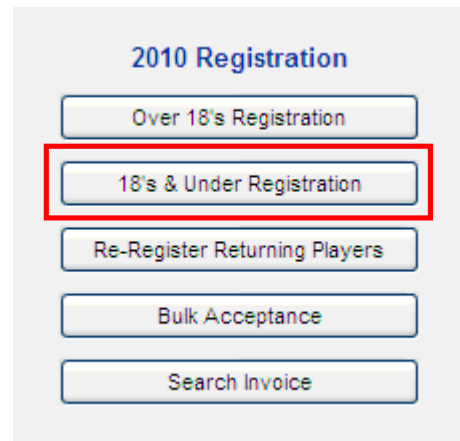 2010 Registration
Over 18's Registration
18's & Under Registration
Re-Register Returning Players
Bulk Acceptance
Search Invoice